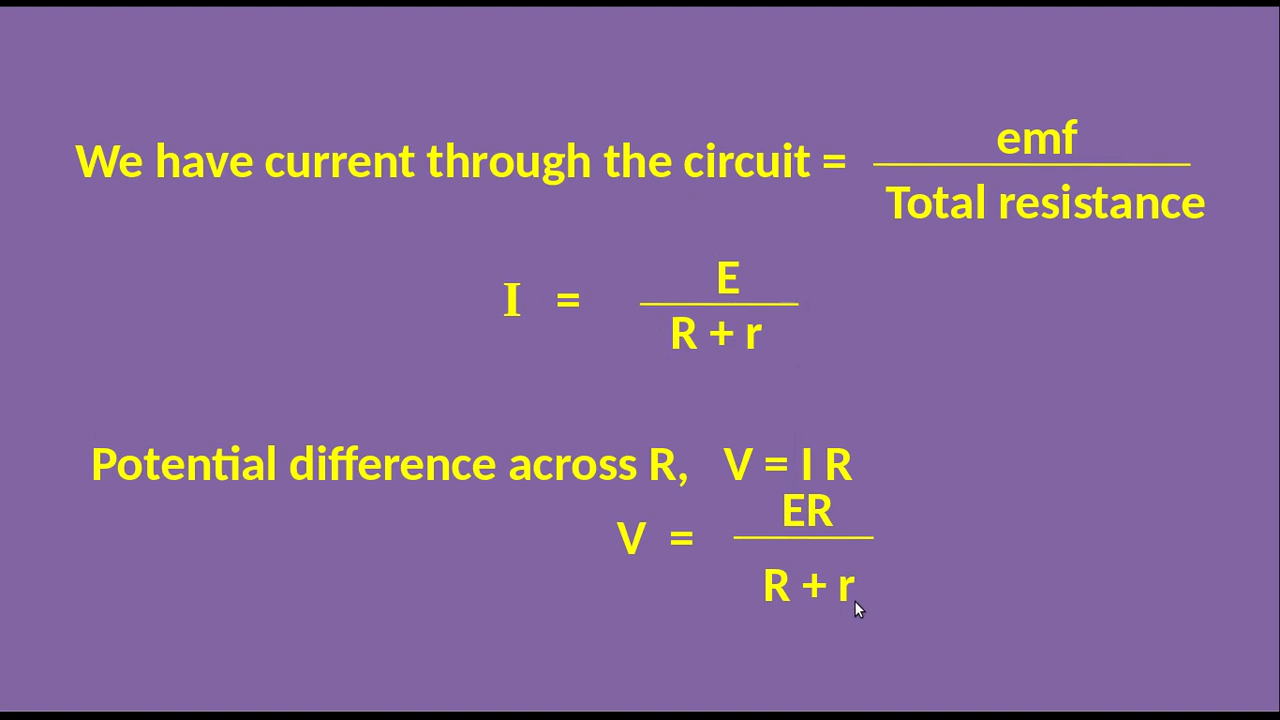 emf
We have current through the circuit =
Total resistance
E
I =
R + r
Potential difference across R, V = I R
ER
V =
R + r